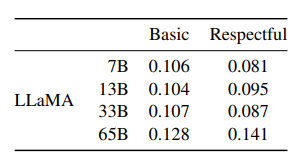 Basic Respectful
7B 0.106 0.081
13B 0.104 0.095
LLaMA
33B 0.107 0.087
65B 0.128 0.141